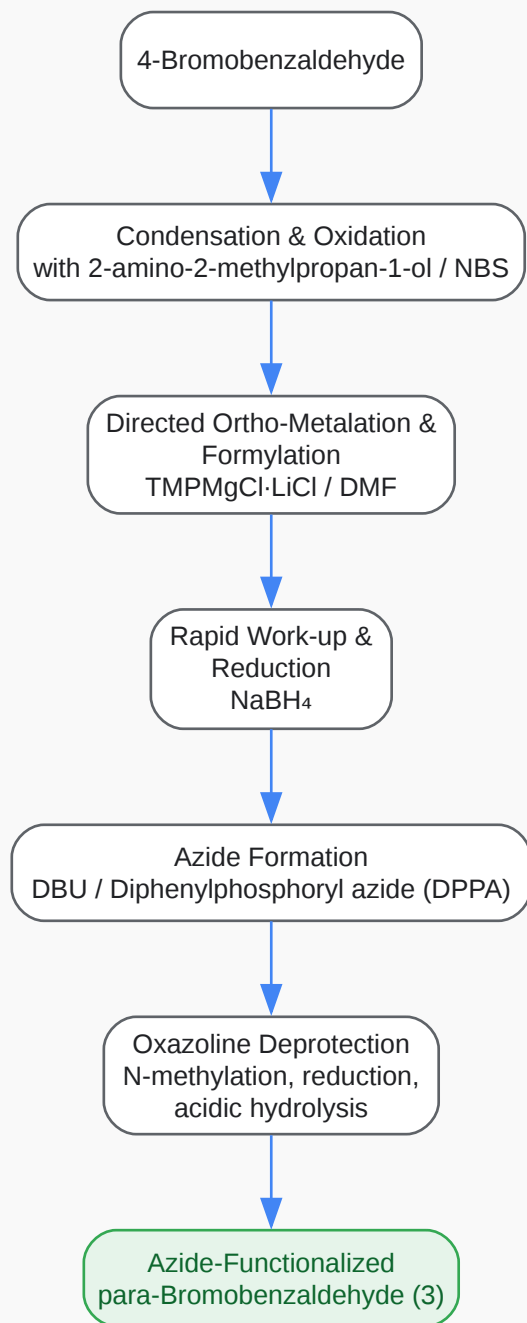 4-Bromobenzaldehyde
Condensation & Oxidation
with 2-amino-2-methylpropan-1-ol / NBS
Directed Ortho-Metalation &
Formylation
TMPMgCl·LiCl / DMF
Rapid Work-up &
Reduction
NaBH₄
Azide Formation
DBU / Diphenylphosphoryl azide (DPPA)
Oxazoline Deprotection
N-methylation, reduction,
acidic hydrolysis
Azide-Functionalized
para-Bromobenzaldehyde (3)